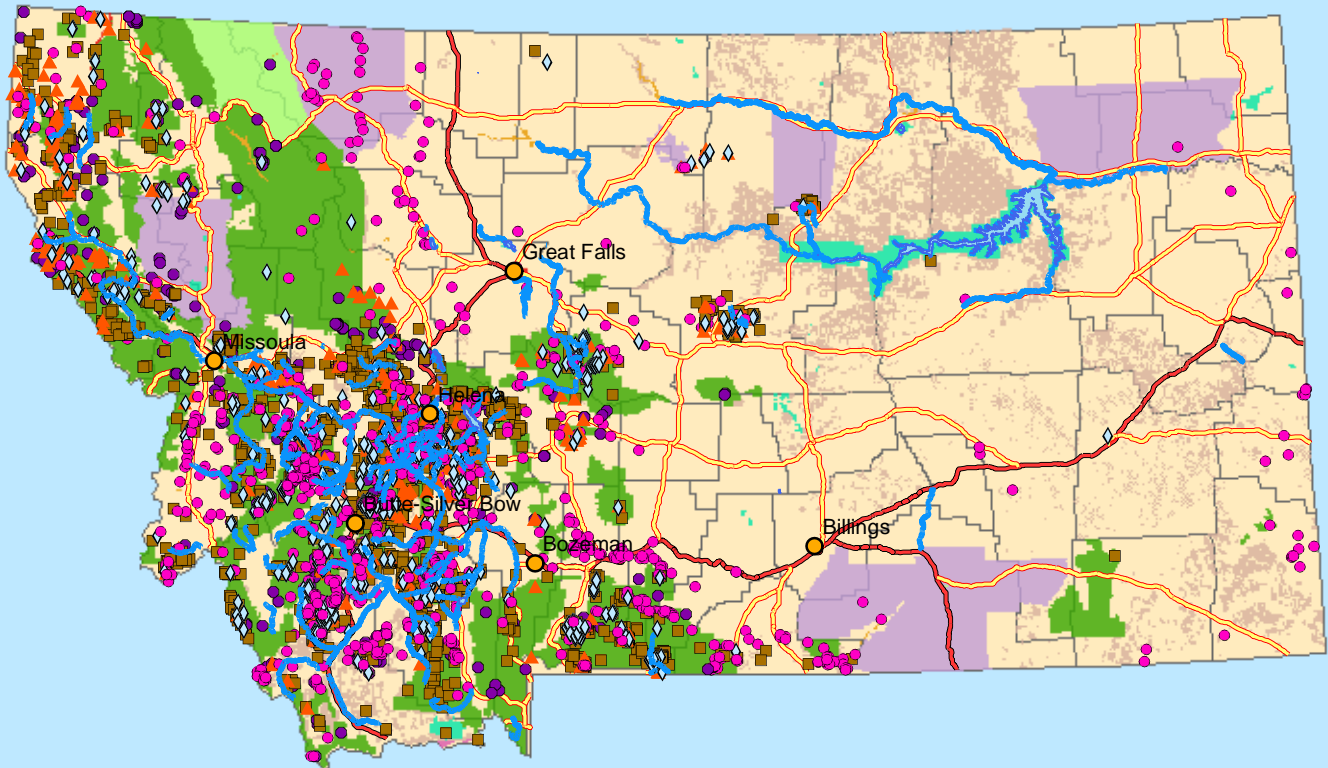 Great Falls
Missoula
Helena
Butte-Silver Bow
Billings
Bozeman